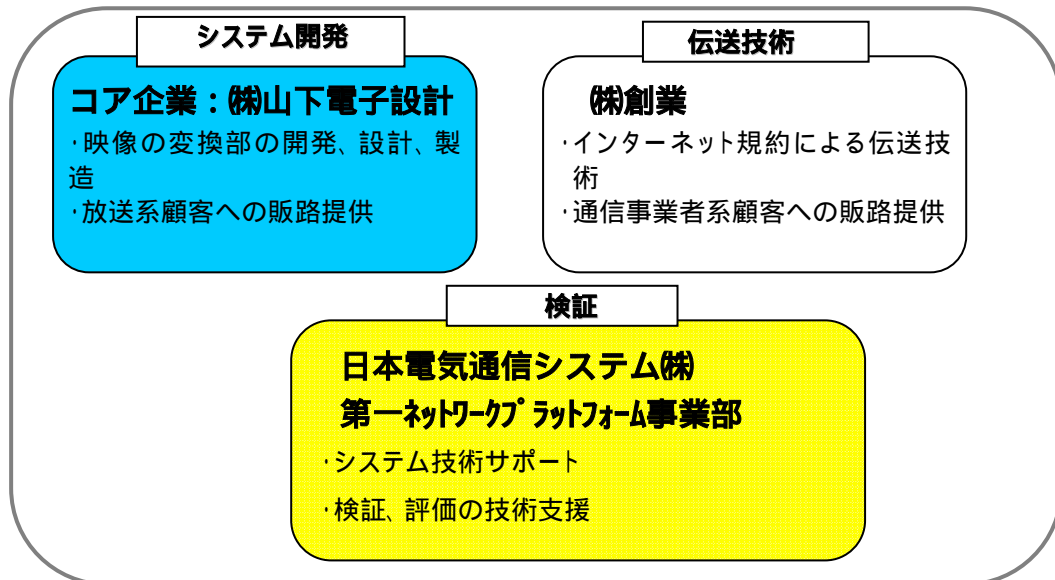 システム開発
コア企業：㈱山下電子設計
･映像の変換部の開発、設計、製
造
･放送系顧客への販路提供
伝送技術
㈱創業
･インターネット規約による伝送技
術
･通信事業者系顧客への販路提供
検証
日本電気通信システム㈱
第一ﾈｯﾄﾜｰｸﾌﾟﾗｯﾄﾌｫｰﾑ事業部
･システム技術サポート
･検証、評価の技術支援